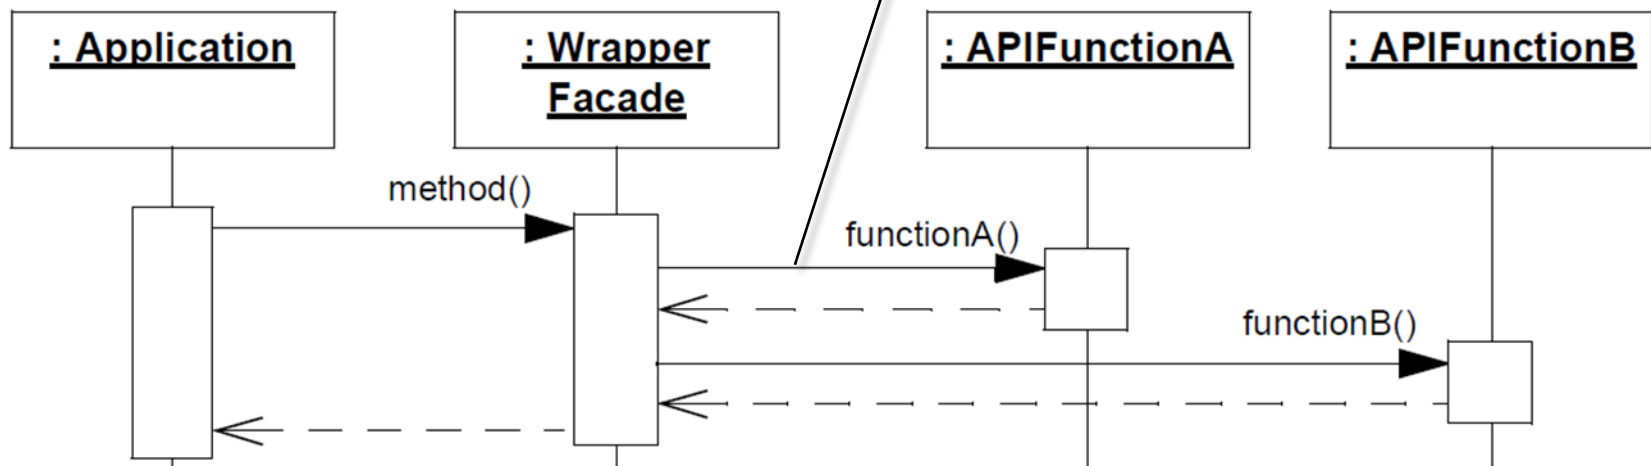 : Application
: Wrapper
Facade
: APIFunctionA
: APIFunctionB
method()
functionA()
functionB()